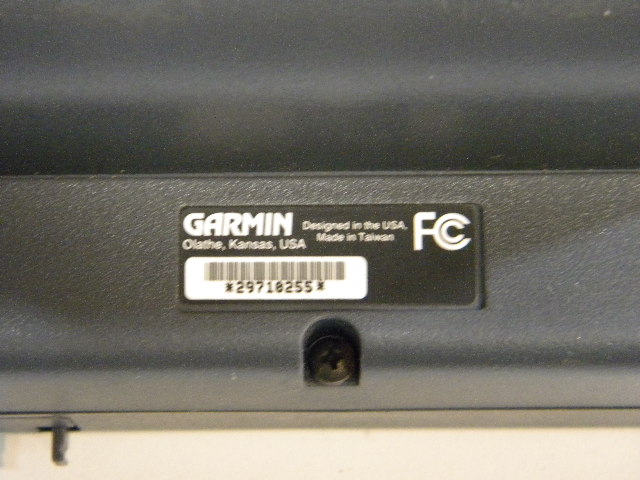 GARMIN
Designed in the USA,
Made in Taiwan
Olathe, Kansas, USA
FC
*29710255*